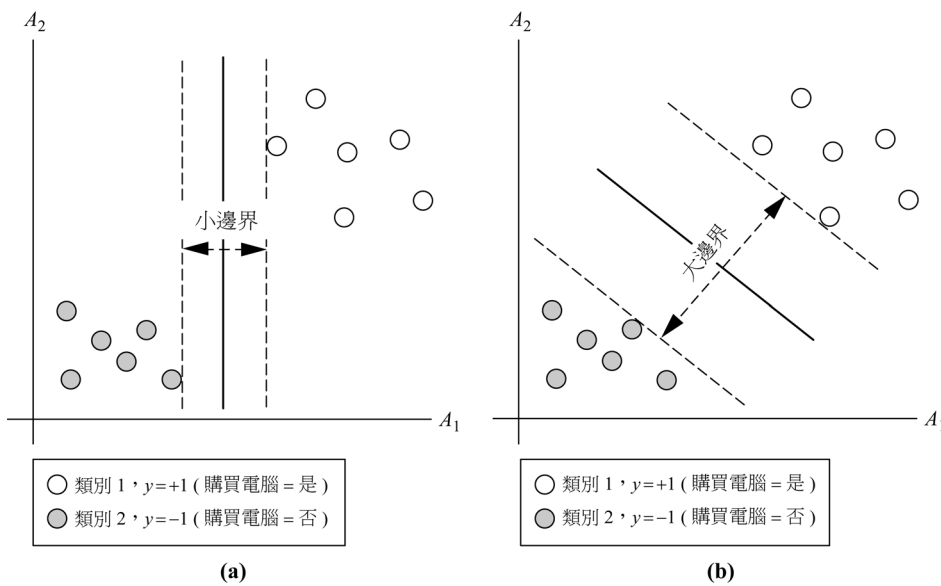 A2
小邊界
A1
類別 1，y=+1 ( 購買電腦 = 是 )
類別 2，y=−1 ( 購買電腦 = 否 )
(a)
A2
大邊界
A1
類別 1，y=+1 ( 購買電腦 = 是 )
類別 2，y=−1 ( 購買電腦 = 否 )
(b)